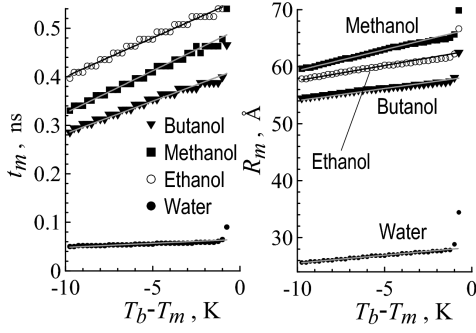 0.5
0.4
0.3
0.2
0.1
0
t_m, ns
Butanol
Methanol
Ethanol
Water
-10
-5
0
T_b-T_m, K
70
60
50
40
30
R_m, Å
Methanol
Butanol
Ethanol
Water
-10
-5
0
T_b-T_m, K